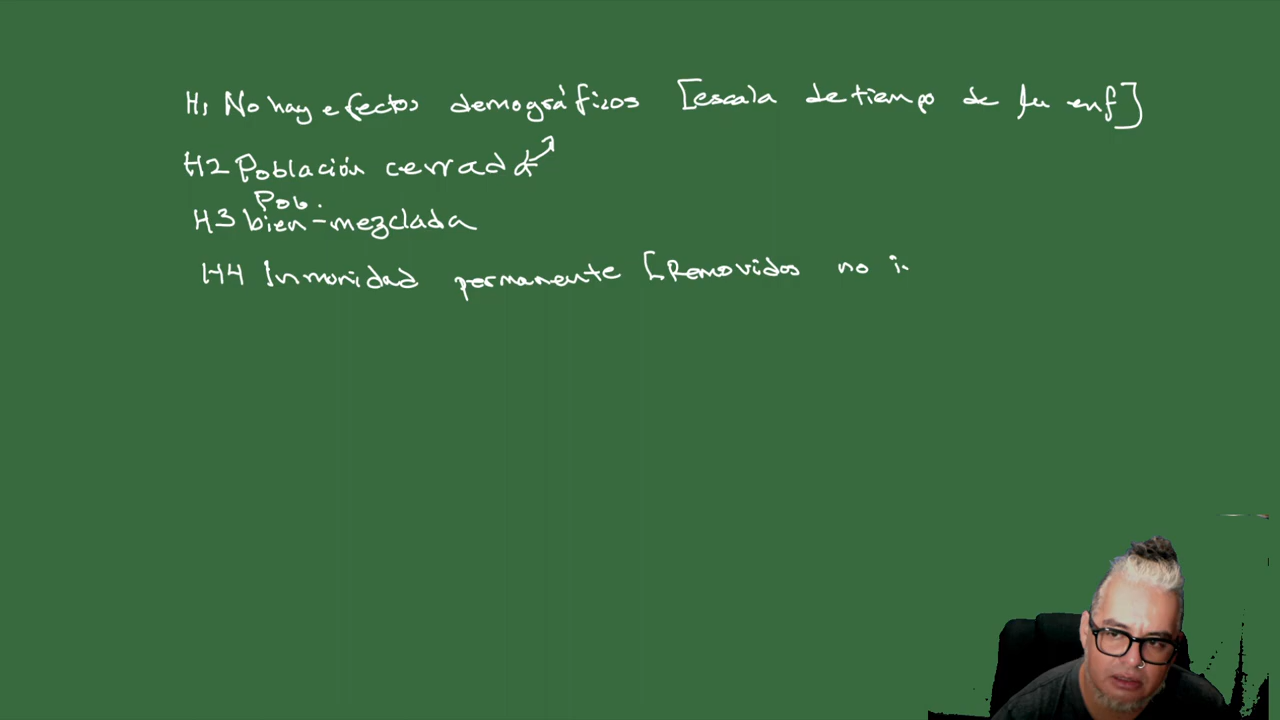 H1 No hay efectos demográficos [escala de tiempo de la enf]
H2 Población cerrada
Pob.
H3 bien-mezclada
H4 Inmunidad permanente [Removidos no i